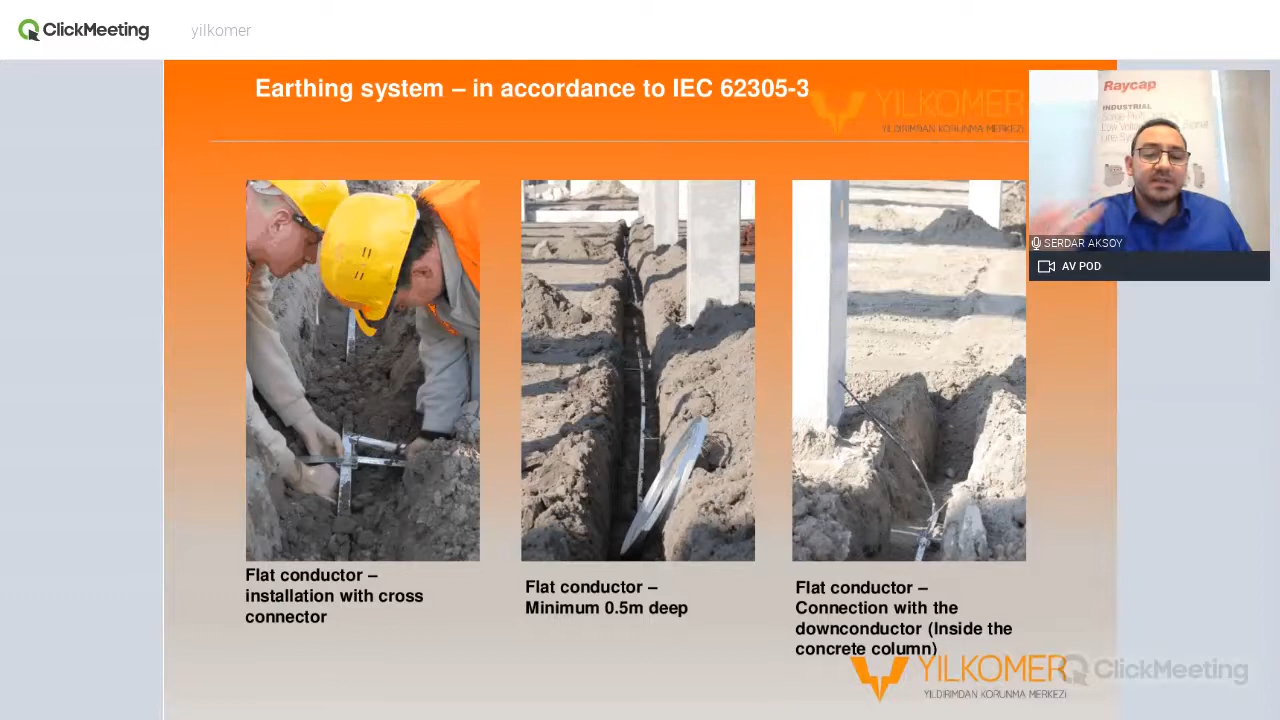 ClickMeeting
yilkomer
Earthing system – in accordance to IEC 62305-3
YILKOMER
YILDIRIMDAN KORUNMA MERKEZİ
Raycap
INDUSTRIAL
SERDAR AKSOY
AV POD
Flat conductor –
installation with cross
connector
Flat conductor –
Minimum 0.5m deep
Flat conductor –
Connection with the
downconductor (Inside the
concrete column)
YILKOMER
YILDIRIMDAN KORUNMA MERKEZİ
ClickMeeting